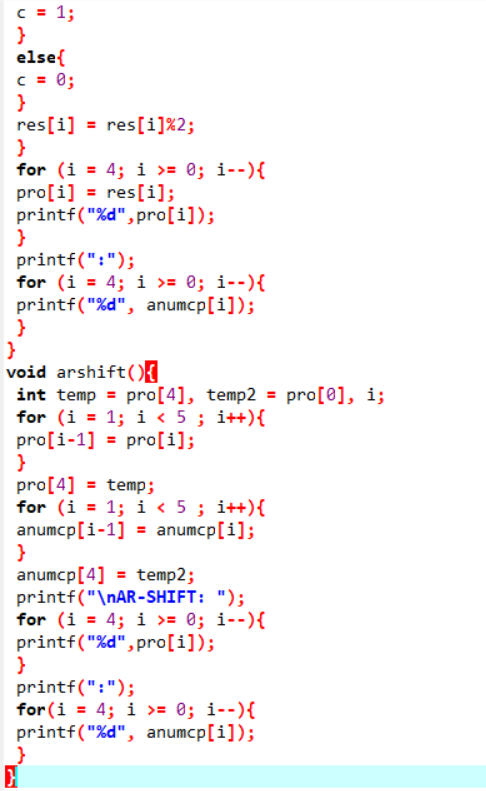 c = 1;
}
else{
c = 0;
}
res[i] = res[i]%2;
}
for (i = 4; i >= 0; i--){
pro[i] = res[i];
printf("%d",pro[i]);
}
printf(":");
for (i = 4; i >= 0; i--){
printf("%d", anumcp[i]);
}
}
void arshift(){
int temp = pro[4], temp2 = pro[0], i;
for (i = 1; i < 5 ; i++){
pro[i-1] = pro[i];
}
pro[4] = temp;
for (i = 1; i < 5 ; i++){
anumcp[i-1] = anumcp[i];
}
anumcp[4] = temp2;
printf("\nAR-SHIFT: ");
for (i = 4; i >= 0; i--){
printf("%d",pro[i]);
}
printf(":");
for(i = 4; i >= 0; i--){
printf("%d", anumcp[i]);
}
}